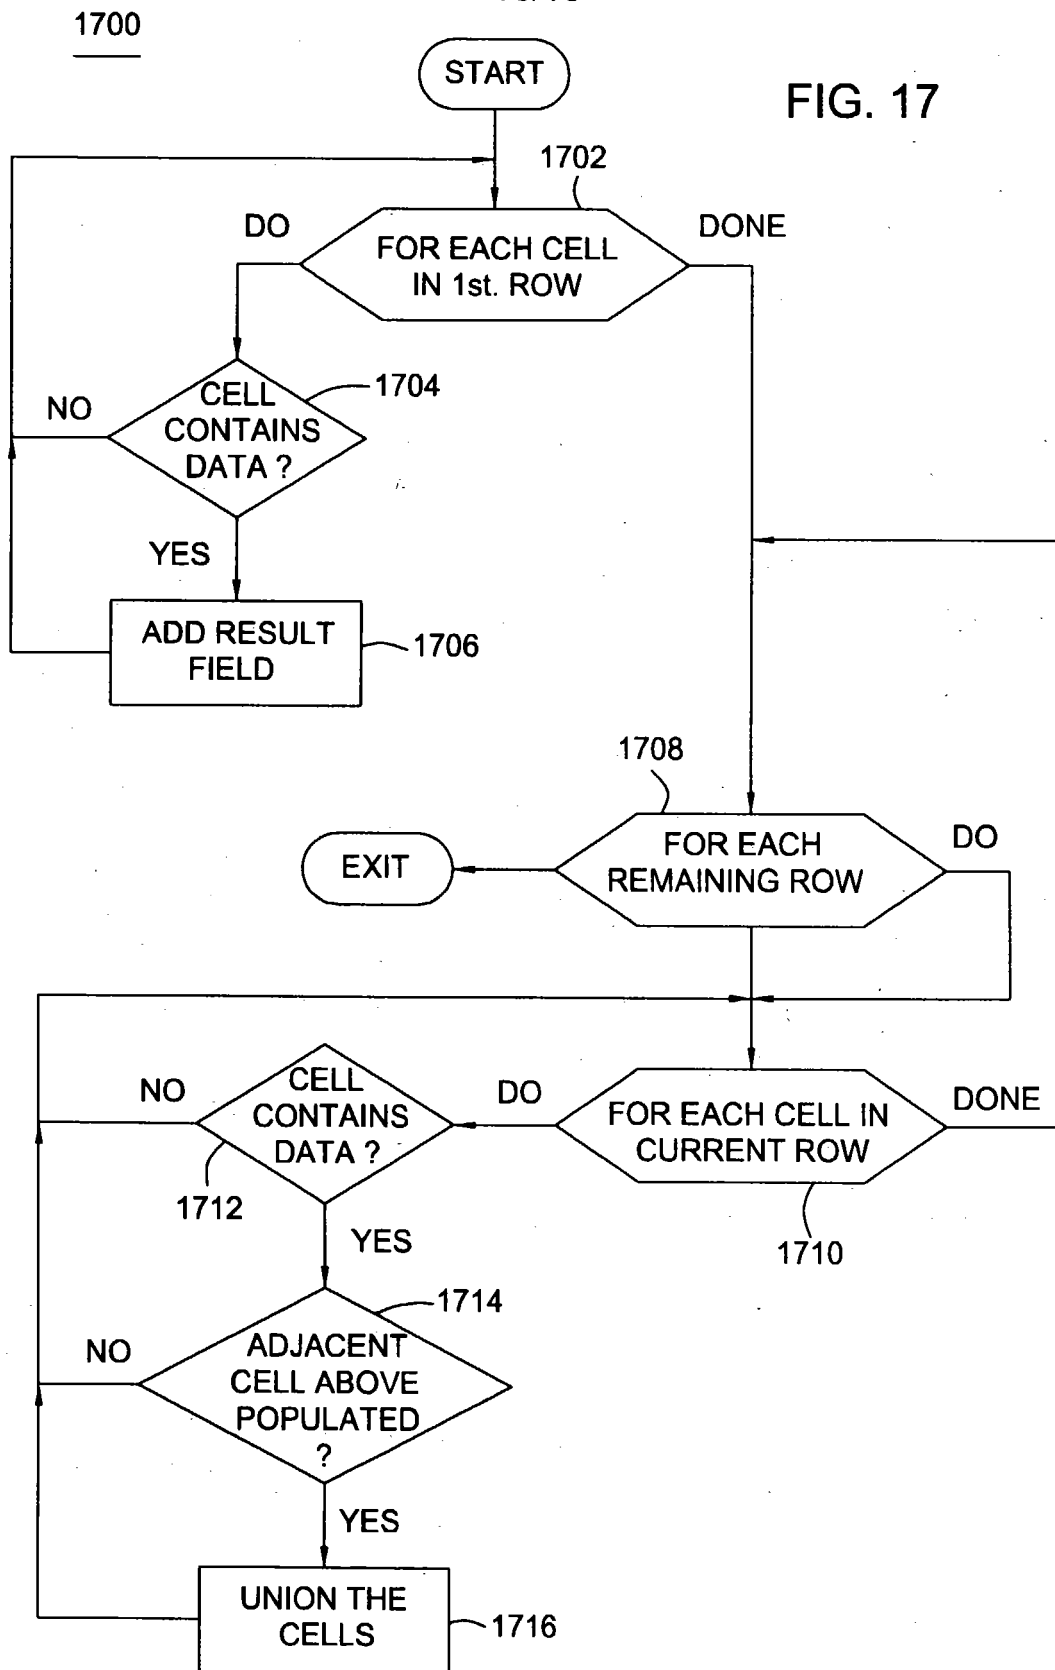 1700
START
FIG. 17
1702
DO
DONE
FOR EACH CELL
IN 1st. ROW
1704
CELL
CONTAINS
DATA ?
NO
YES
ADD RESULT
FIELD
1706
1708
FOR EACH
REMAINING ROW
DO
EXIT
NO
CELL
CONTAINS
DATA ?
DO
FOR EACH CELL IN
CURRENT ROW
DONE
1712
1710
YES
1714
NO
ADJACENT
CELL ABOVE
POPULATED
?
YES
UNION THE
CELLS
1716